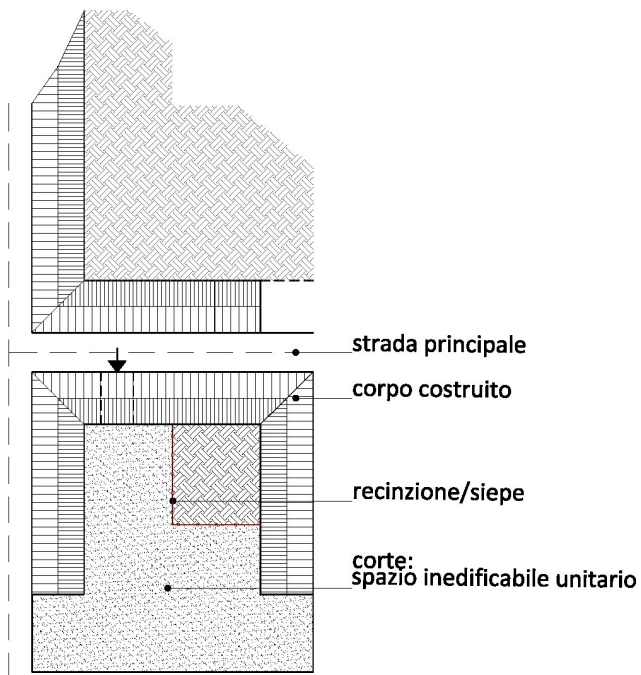 strada principale
corpo costruito
recinzione/siepe
corte:
spazio inedificabile unitario